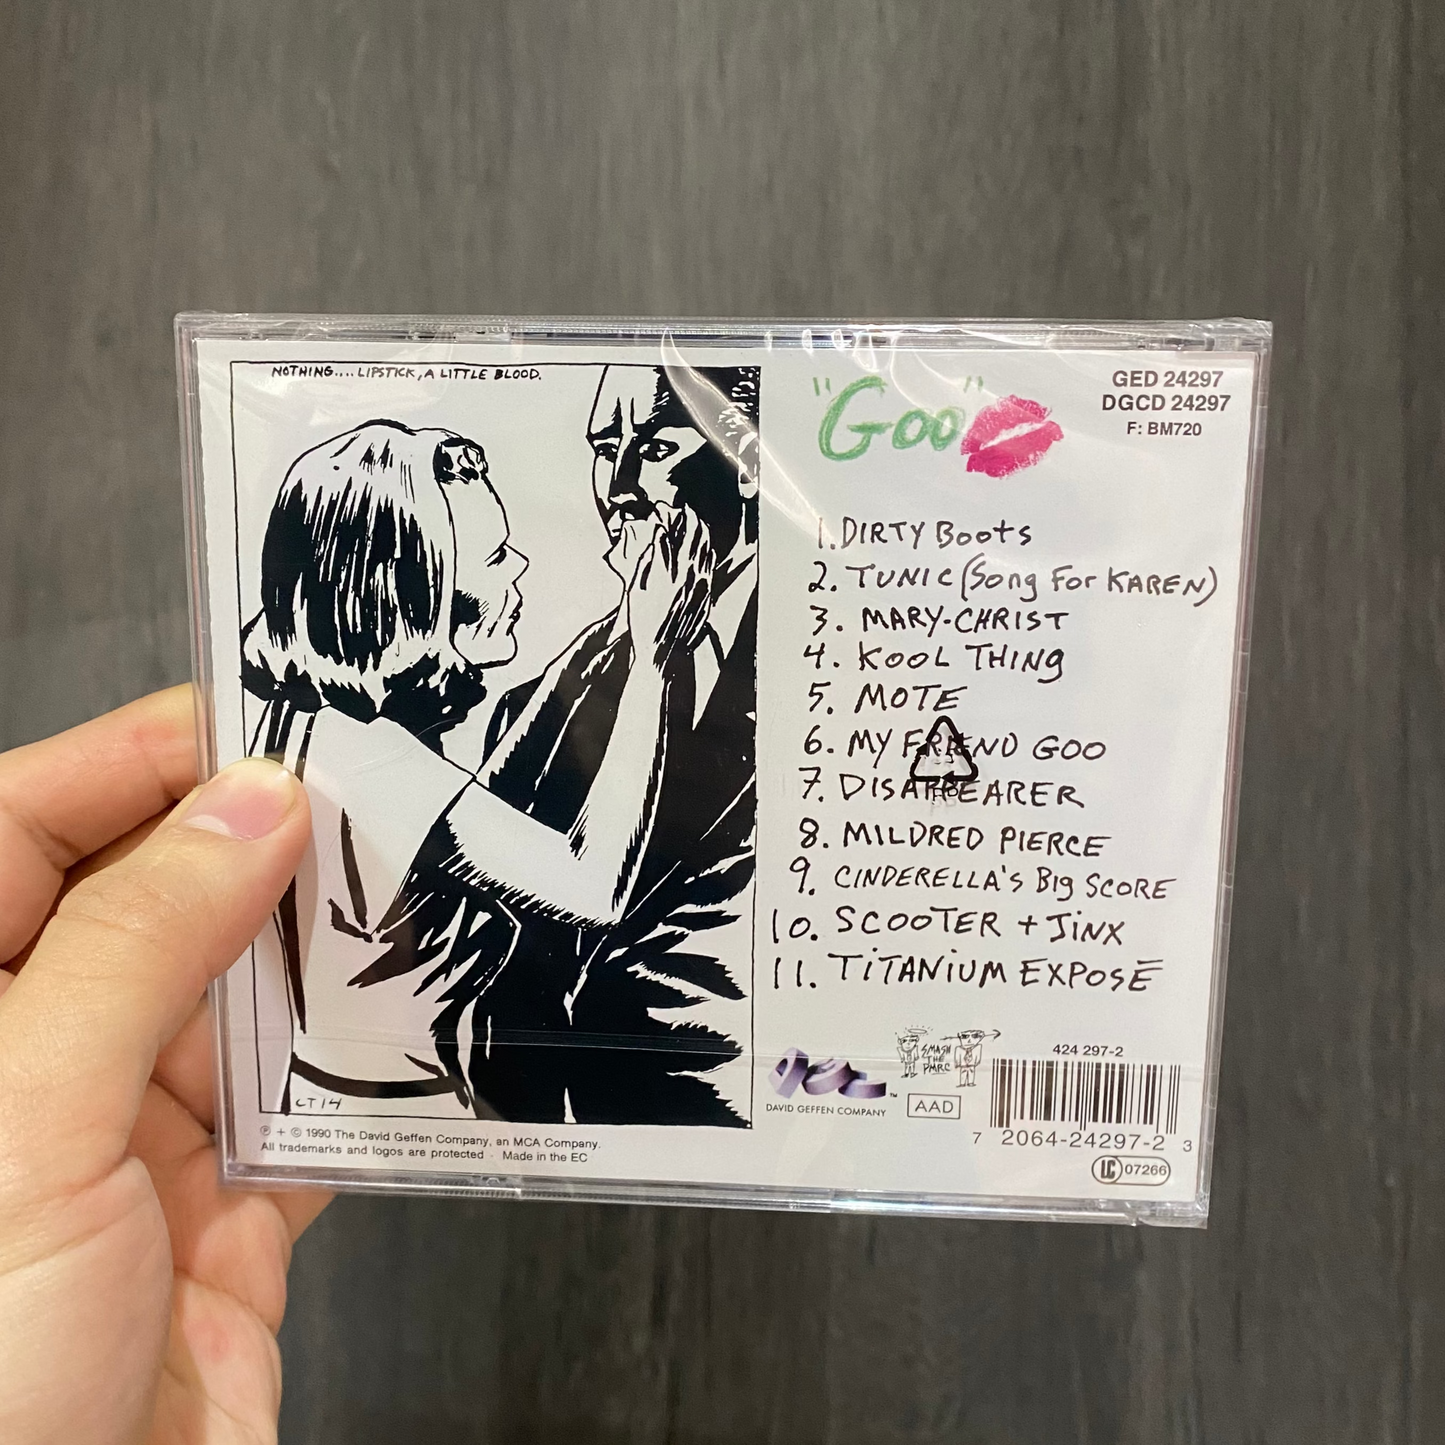 NOTHING.... LIPSTICK, A LITTLE BLOOD.
"Goo"
GED 24297
DGCD 24297
F: BM720
1. DIRTY BOOTS
2. TUNIC (Song For KAREN)
3. MARY-CHRIST
4. KOOL THING
5. MOTE
6. MY FRIEND GOO
7. DISAPPEARER
8. MILDRED PIERCE
9. CINDERELLA'S BIg SCORE
10. SCOOTER + JiNX
11. TiTANiUM EXPOSĒ
LT14
℗ + © 1990 The David Geffen Company, an MCA Company.
All trademarks and logos are protected · Made in the EC
DGC™
DAVID GEFFEN COMPANY
SMASH
THE
PMRC
AAD
424 297-2
7 2064-24297-2 3
LC 07266